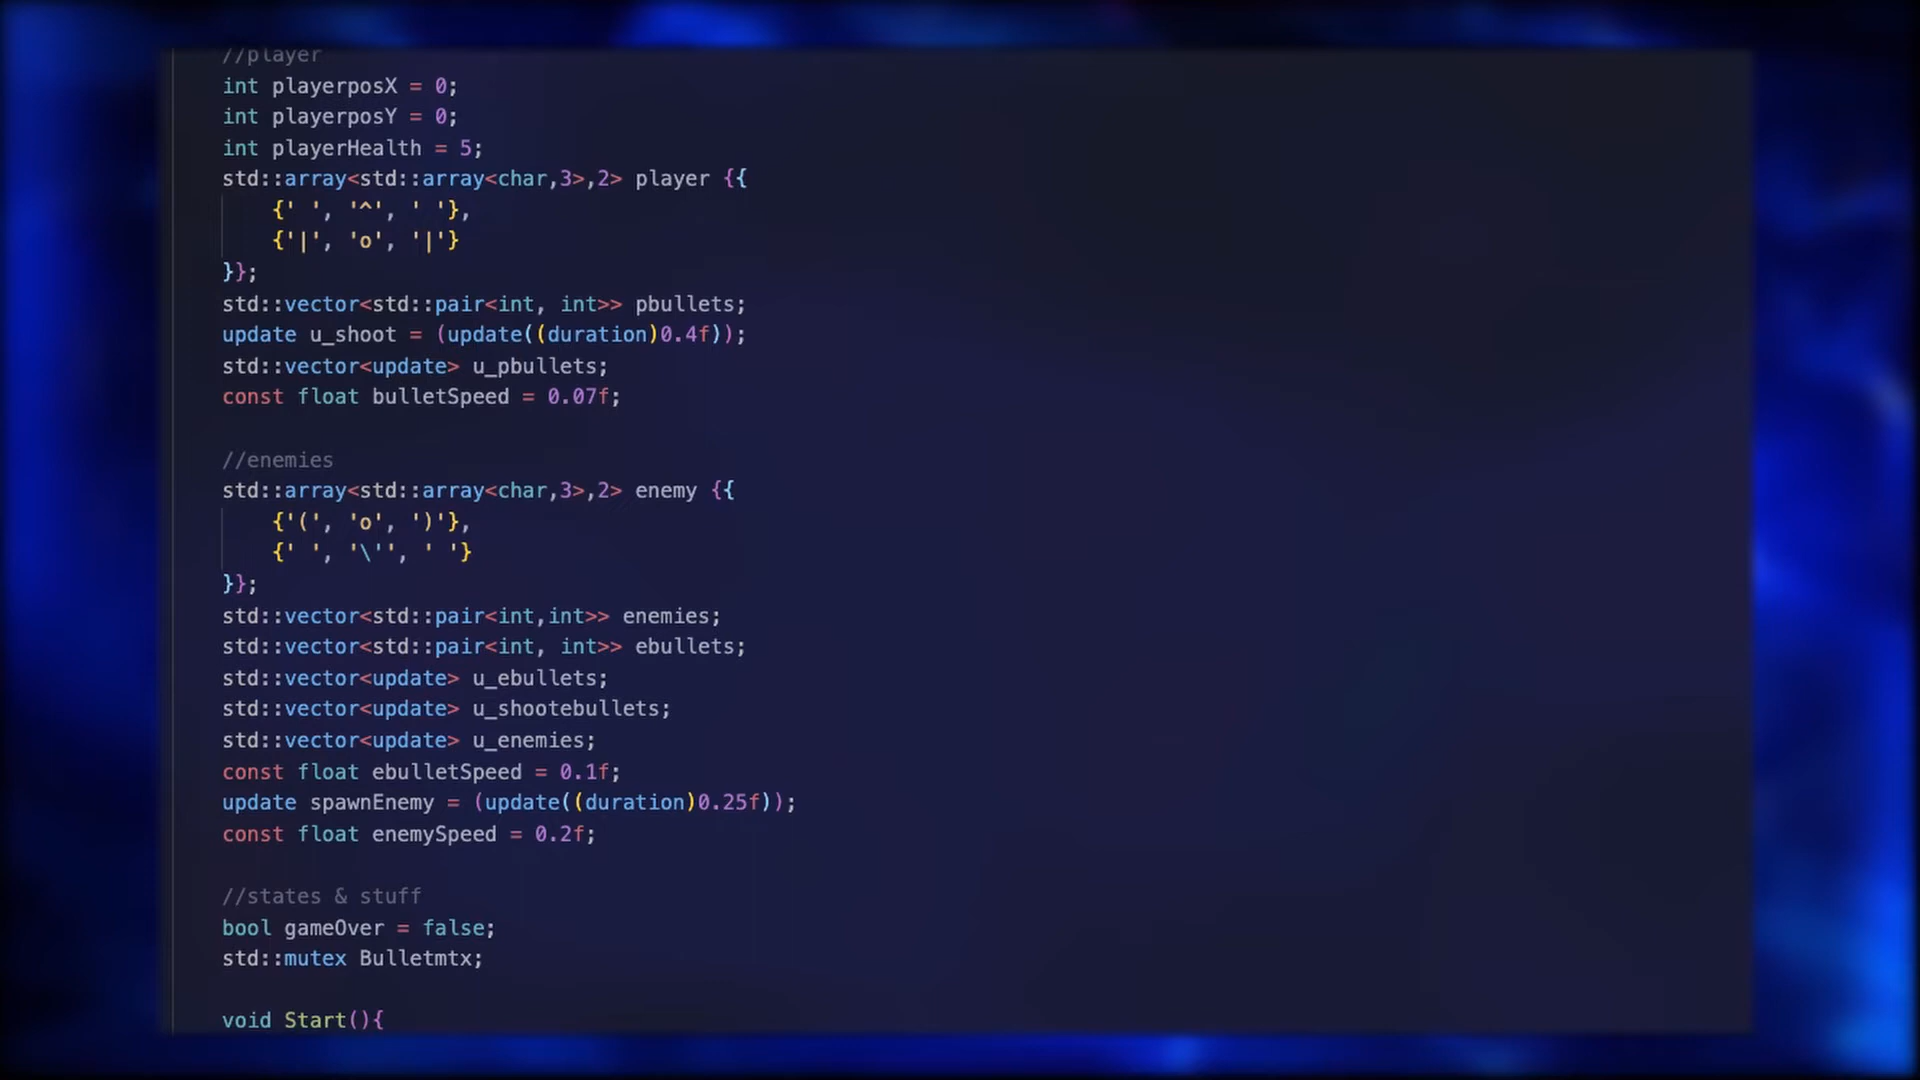 //player
int playerposX = 0;
int playerposY = 0;
int playerHealth = 5;
std::array<std::array<char,3>,2> player {{
    {' ', '^', ' '},
    {'|', 'o', '|'}
}};
std::vector<std::pair<int, int>> pbullets;
update u_shoot = (update((duration)0.4f));
std::vector<update> u_pbullets;
const float bulletSpeed = 0.07f;

//enemies
std::array<std::array<char,3>,2> enemy {{
    {'(', 'o', ')'},
    {' ', '\'', ' '}
}};
std::vector<std::pair<int,int>> enemies;
std::vector<std::pair<int, int>> ebullets;
std::vector<update> u_ebullets;
std::vector<update> u_shootebullets;
std::vector<update> u_enemies;
const float ebulletSpeed = 0.1f;
update spawnEnemy = (update((duration)0.25f));
const float enemySpeed = 0.2f;

//states & stuff
bool gameOver = false;
std::mutex Bulletmtx;

void Start(){